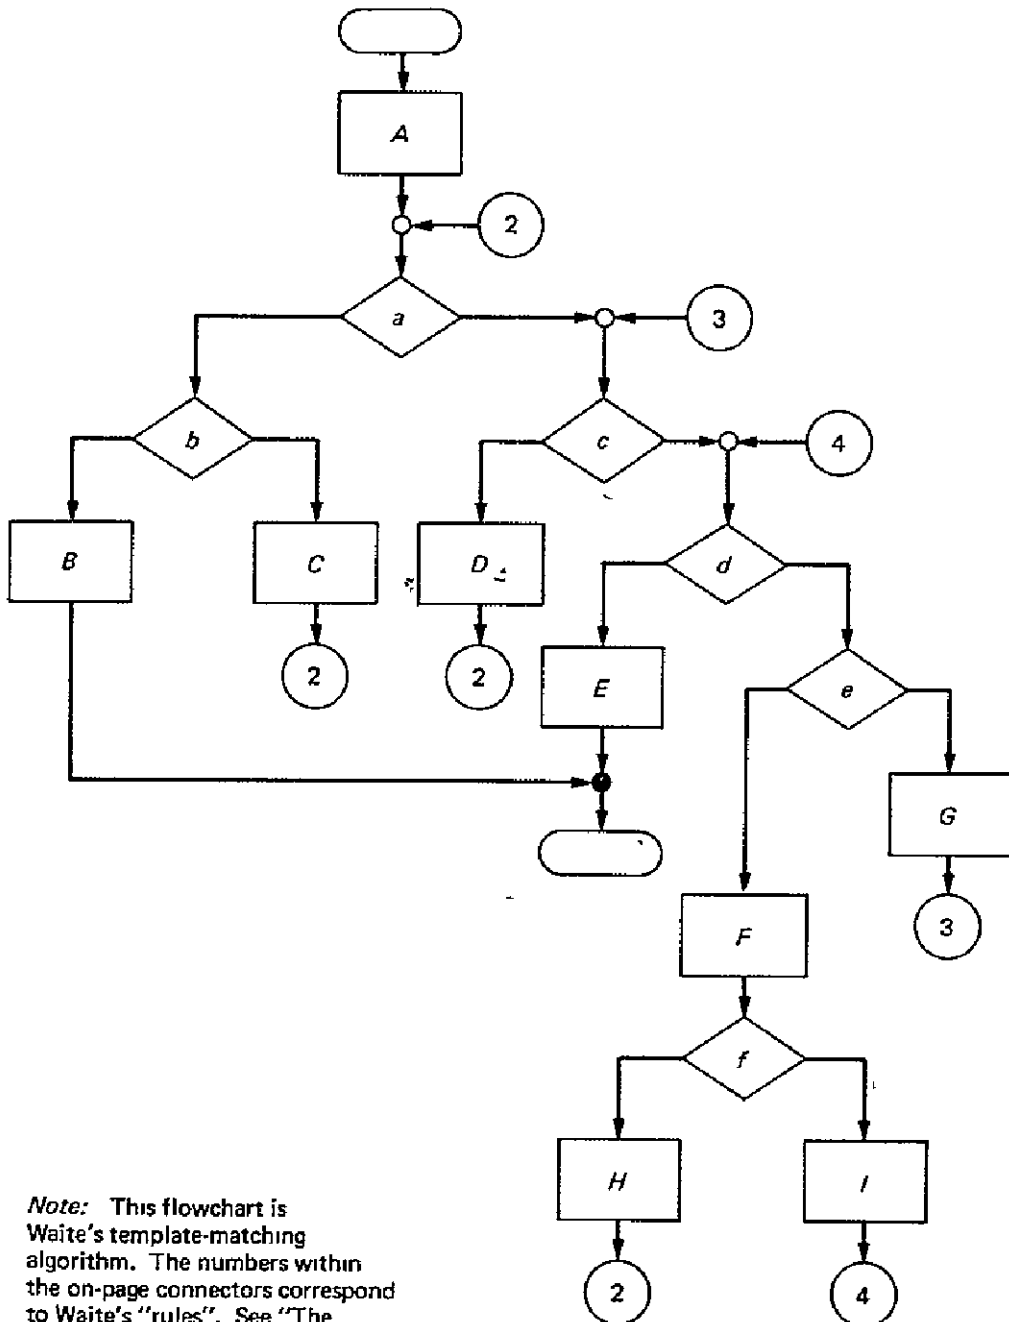 A
2
a
3
b
c
4
B
C
D
d
2
2
E
e
G
F
3
f
H
I
2
4
Note: This flowchart is
Waite's template-matching
algorithm. The numbers within
the on-page connectors correspond
to Waite's "rules". See "The